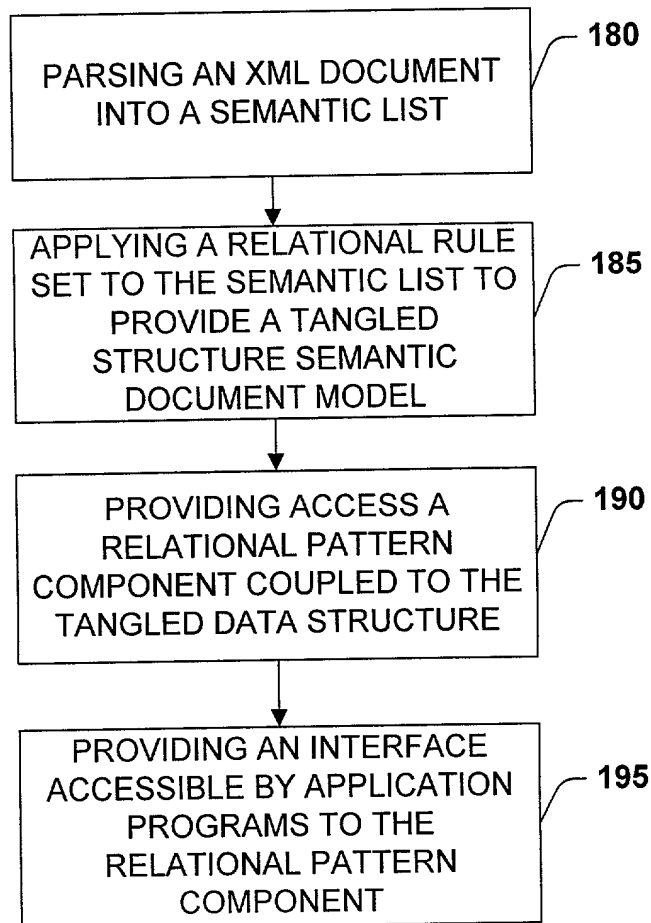 180
PARSING AN XML DOCUMENT
INTO A SEMANTIC LIST
185
APPLYING A RELATIONAL RULE
SET TO THE SEMANTIC LIST TO
PROVIDE A TANGLED
STRUCTURE SEMANTIC
DOCUMENT MODEL
190
PROVIDING ACCESS A
RELATIONAL PATTERN
COMPONENT COUPLED TO THE
TANGLED DATA STRUCTURE
195
PROVIDING AN INTERFACE
ACCESSIBLE BY APPLICATION
PROGRAMS TO THE
RELATIONAL PATTERN
COMPONENT